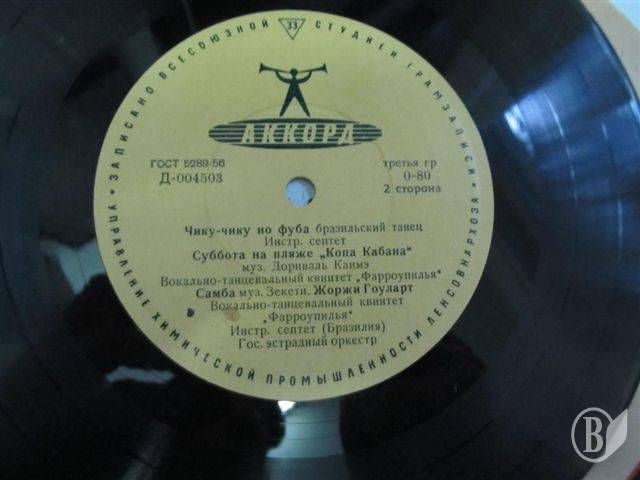 ЗАПИСАНО ВСЕСОЮЗНОЙ СТУДИЕЙ ГРАМЗАПИСИ
33
АККОРД
ГОСТ 5289-56
Д-004503
третья гр
0-80
2 сторона
Чику-чику но фуба бразильский танец
Инстр. септет
Суббота на пляже „Копа Кабана"
муз. Дориваль Каимэ
Вокально-танцевальный квинтет „Фарроупилья"
Самба муз. Зекети. Жоржи Гоуларт
Вокально-танцевальный квинтет
„Фарроупилья"
Инстр. септет (Бразилия)
Гос. эстрадный оркестр
УПРАВЛЕНИЕ ХИМИЧЕСКОЙ ПРОМЫШЛЕННОСТИ ЛЕНСОВНАРХОЗА
В